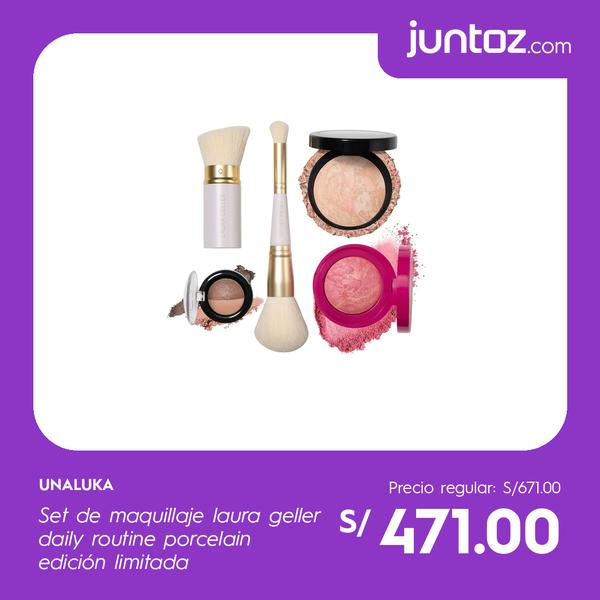 juntoz.com
UNALUKA
Set de maquillaje laura geller
daily routine porcelain
edición limitada
Precio regular: S/671.00
S/ 471.00